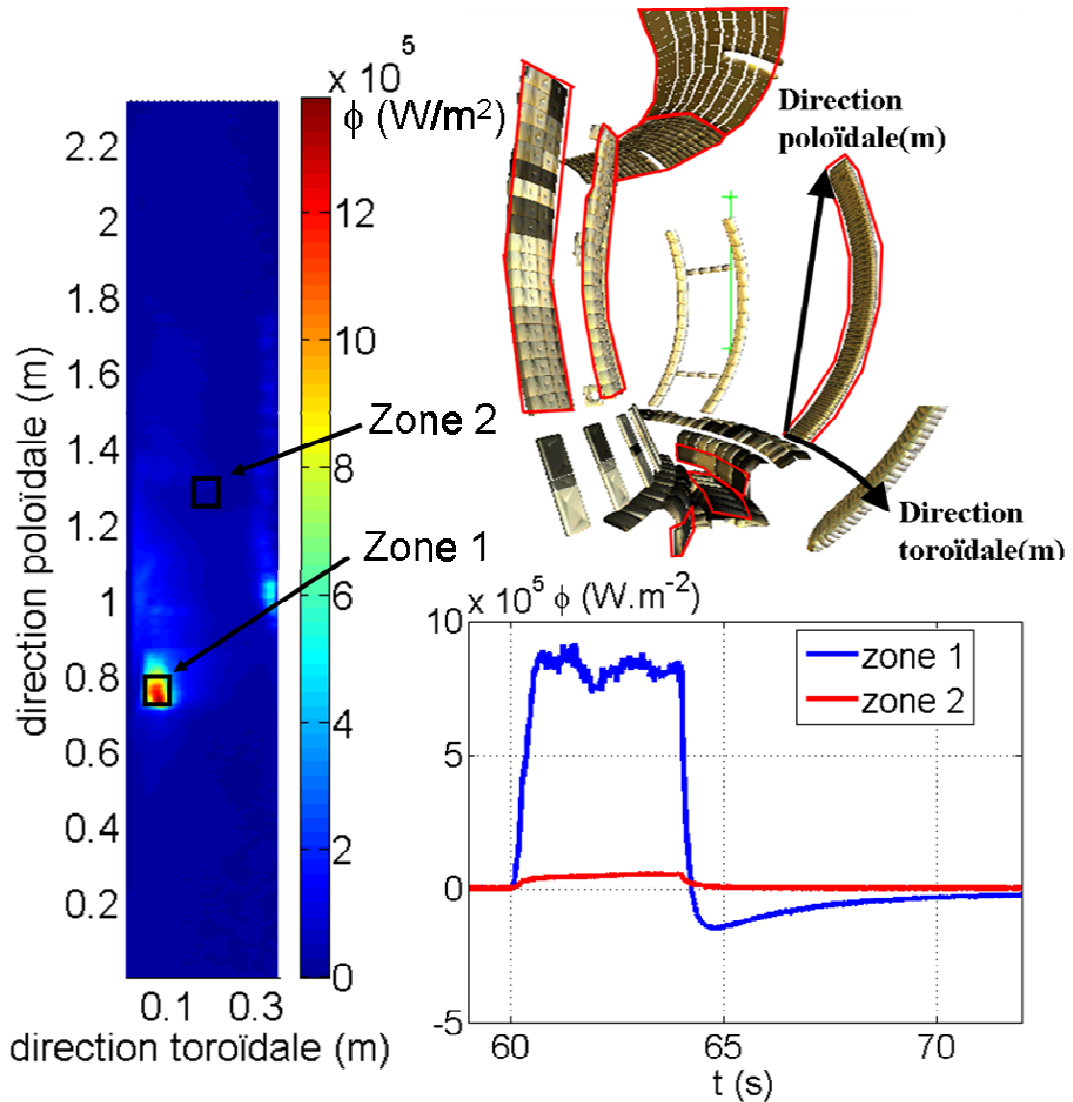 x 10^5
ϕ (W/m²)
2.2
2
1.8
1.6
1.4
1.2
1
0.8
0.6
0.4
0.2
direction poloïdale (m)
0.1 0.3
direction toroïdale (m)
12
10
8
6
4
2
0
Zone 2
Zone 1
Direction
poloïdale(m)
Direction
toroïdale(m)
x 10^5 ϕ (W.m^-2)
10
5
0
-5
60 65 70
t (s)
zone 1
zone 2